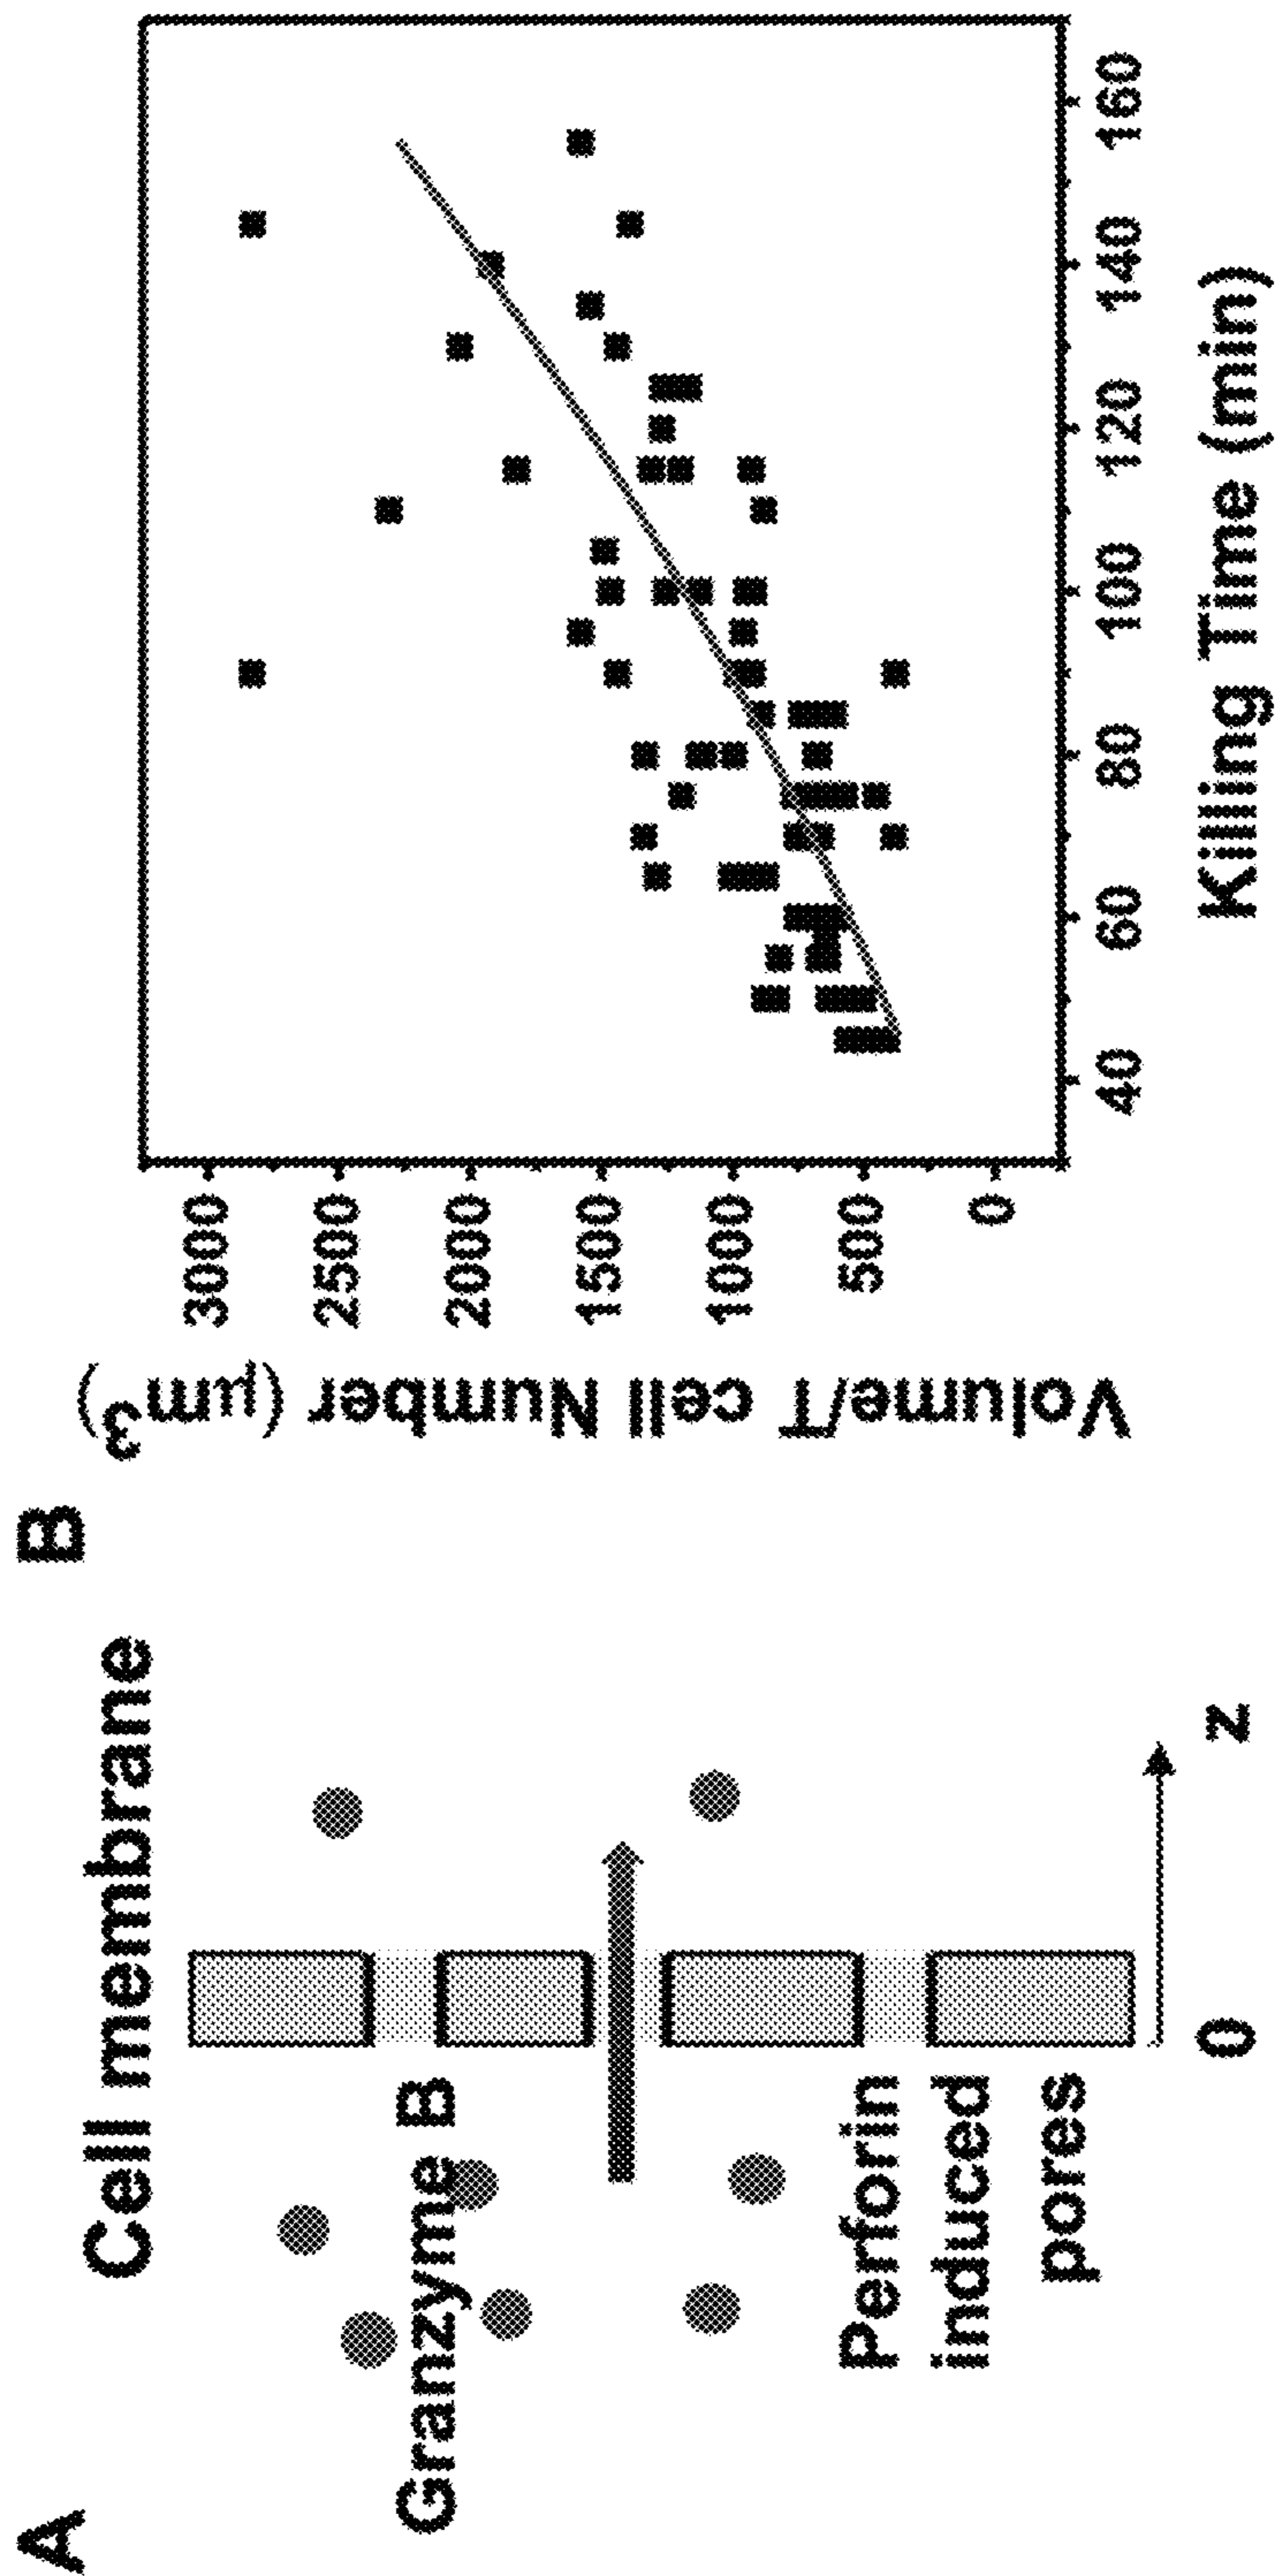 A
Cell membrane
Granzyme B
Perforin
induced
pores
0
z
B
Volume/T cell Number (μm3)
3000
2500
2000
1500
1000
500
0
40
60
80
100
120
140
160
Killing Time (min)